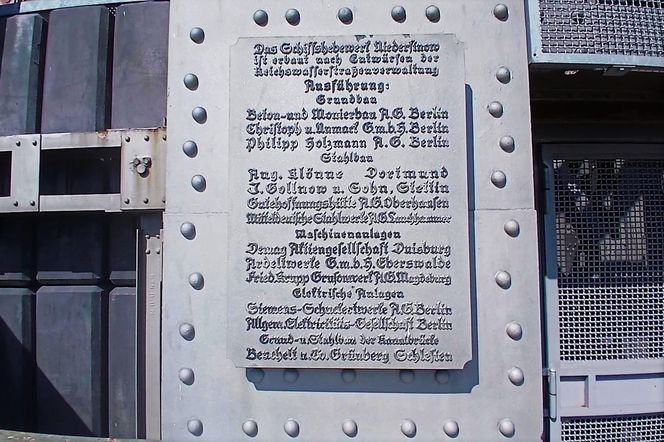 Das Schiffshebewerk Niederfinow
ist erbaut nach Entwürfen der
Reichswasserstraßenverwaltung
Ausführung:
Grundbau
Beton-und Monierbau A.G. Berlin
Christoph u. Unmack G.m.b.H. Berlin
Philipp Holzmann A.G. Berlin
Stahlbau
Aug. Klönne Dortmund
J. Gollnow u. Sohn, Stettin
Gutehoffnungshütte A.G. Oberhausen
Mitteldeutsche Stahlwerke A.G. Lauchhammer
Maschinenanlagen
Demag Aktiengesellschaft Duisburg
Ardeltwerke G.m.b.H. Eberswalde
Fried. Krupp Grusonwerk A.G. Magdeburg
Elektrische Anlagen
Siemens-Schuckertwerke A.G. Berlin
Allgem. Elektricitäts-Gesellschaft Berlin
Grund-u. Stahlbau der Kanalbrücke
Beuchelt u. Co. Grünberg Schlesien